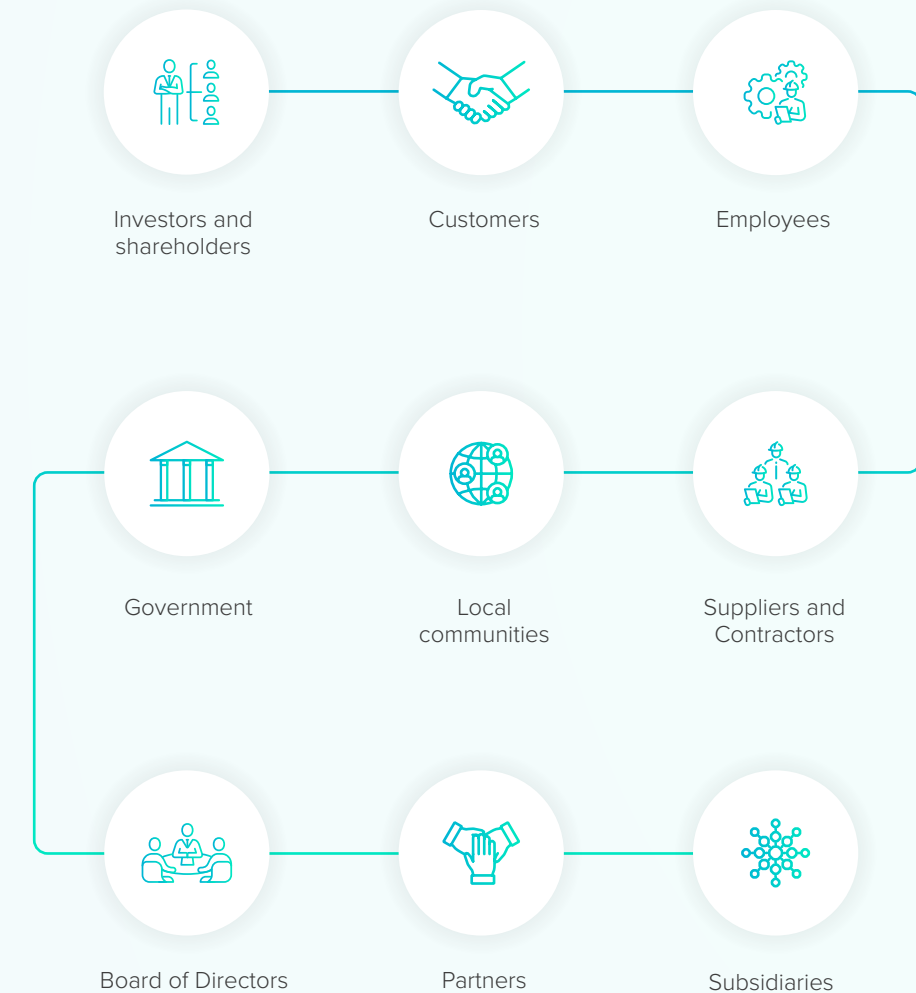 Investors and
shareholders
Customers
Employees
Government
Local
communities
Suppliers and
Contractors
Board of Directors
Partners
Subsidiaries